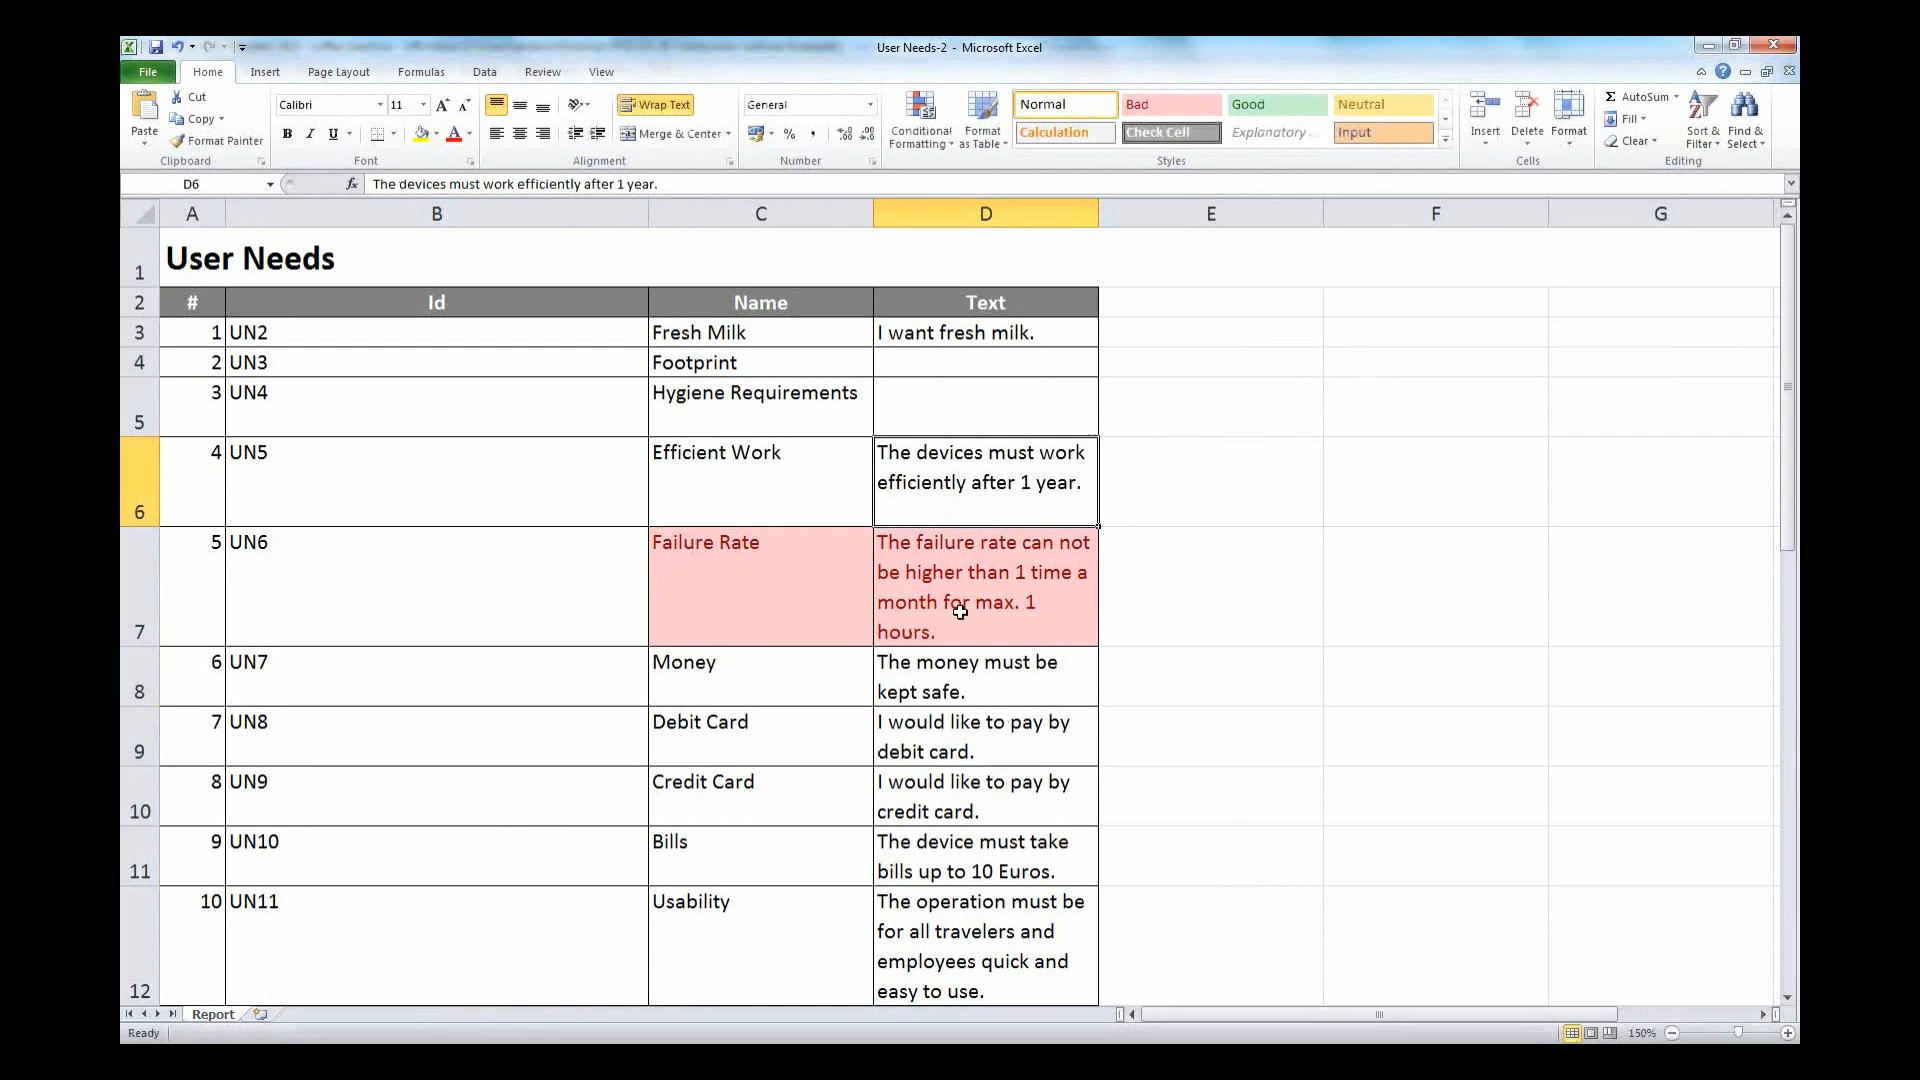 User Needs-2 - Microsoft Excel
File Home Insert Page Layout Formulas Data Review View
Paste
Cut
Copy
Format Painter
Clipboard
Calibri 11
B I U
Font
Wrap Text
Merge & Center
Alignment
General
%
Number
Conditional Formatting
Format as Table
Normal Bad Good Neutral
Calculation Check Cell Explanatory ... Input
Styles
Insert Delete Format
Cells
Σ AutoSum
Fill
Clear
Sort & Filter
Find & Select
Editing
D6 fx The devices must work efficiently after 1 year.
A B C D E F G
1 User Needs
2 # Id Name Text
3 1 UN2 Fresh Milk I want fresh milk.
4 2 UN3 Footprint
5 3 UN4 Hygiene Requirements
6 4 UN5 Efficient Work The devices must work
efficiently after 1 year.
7 5 UN6 Failure Rate The failure rate can not
be higher than 1 time a
month for max. 1
hours.
8 6 UN7 Money The money must be
kept safe.
9 7 UN8 Debit Card I would like to pay by
debit card.
10 8 UN9 Credit Card I would like to pay by
credit card.
11 9 UN10 Bills The device must take
bills up to 10 Euros.
12 10 UN11 Usability The operation must be
for all travelers and
employees quick and
easy to use.
Report
Ready 150%